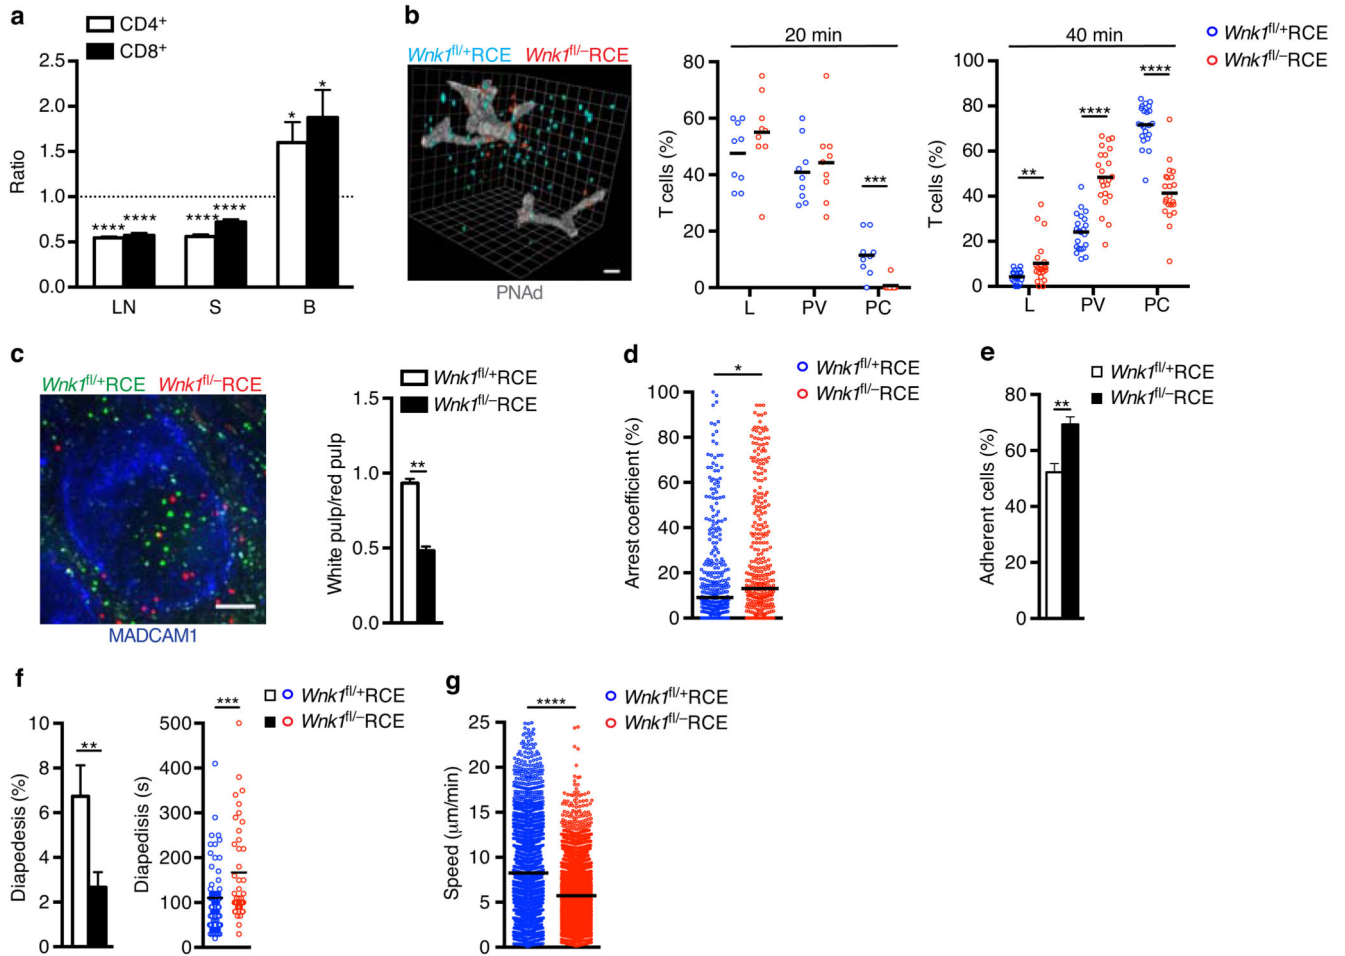 a
CD4⁺
CD8⁺
2.5
2.0
1.5
1.0
0.5
0
Ratio
**** ****
**** ****
* *
LN S B
b
Wnk1fl/+RCE Wnk1fl/–RCE
PNAd
20 min
80
60
40
20
0
T cells (%)
***
L PV PC
40 min
100
80
60
40
20
0
T cells (%)
** **** ****
L PV PC
Wnk1fl/+RCE
Wnk1fl/–RCE
c
Wnk1fl/+RCE Wnk1fl/–RCE
MADCAM1
Wnk1fl/+RCE
Wnk1fl/–RCE
1.5
1.0
0.5
0.0
White pulp/red pulp
**
d
Wnk1fl/+RCE
Wnk1fl/–RCE
100
80
60
40
20
0
Arrest coefficient (%)
*
e
Wnk1fl/+RCE
Wnk1fl/–RCE
80
60
40
20
0
Adherent cells (%)
**
f
Wnk1fl/+RCE
Wnk1fl/–RCE
10
8
6
4
2
0
Diapedesis (%)
**
500
400
300
200
100
0
Diapedisis (s)
***
g
Wnk1fl/+RCE
Wnk1fl/–RCE
25
20
15
10
5
0
Speed (μm/min)
****